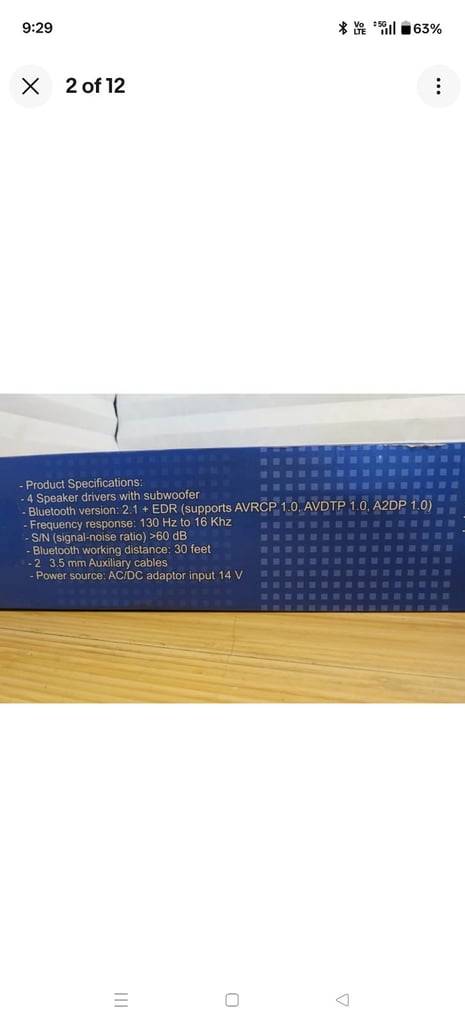 9:29
Vo LTE 5G 63%
2 of 12
- Product Specifications:
- 4 Speaker drivers with subwoofer
- Bluetooth version: 2.1 + EDR (supports AVRCP 1.0, AVDTP 1.0, A2DP 1.0)
- Frequency response: 130 Hz to 16 Khz
- S/N (signal-noise ratio) >60 dB
- Bluetooth working distance: 30 feet
- 2 3.5 mm Auxiliary cables
- Power source: AC/DC adaptor input 14 V